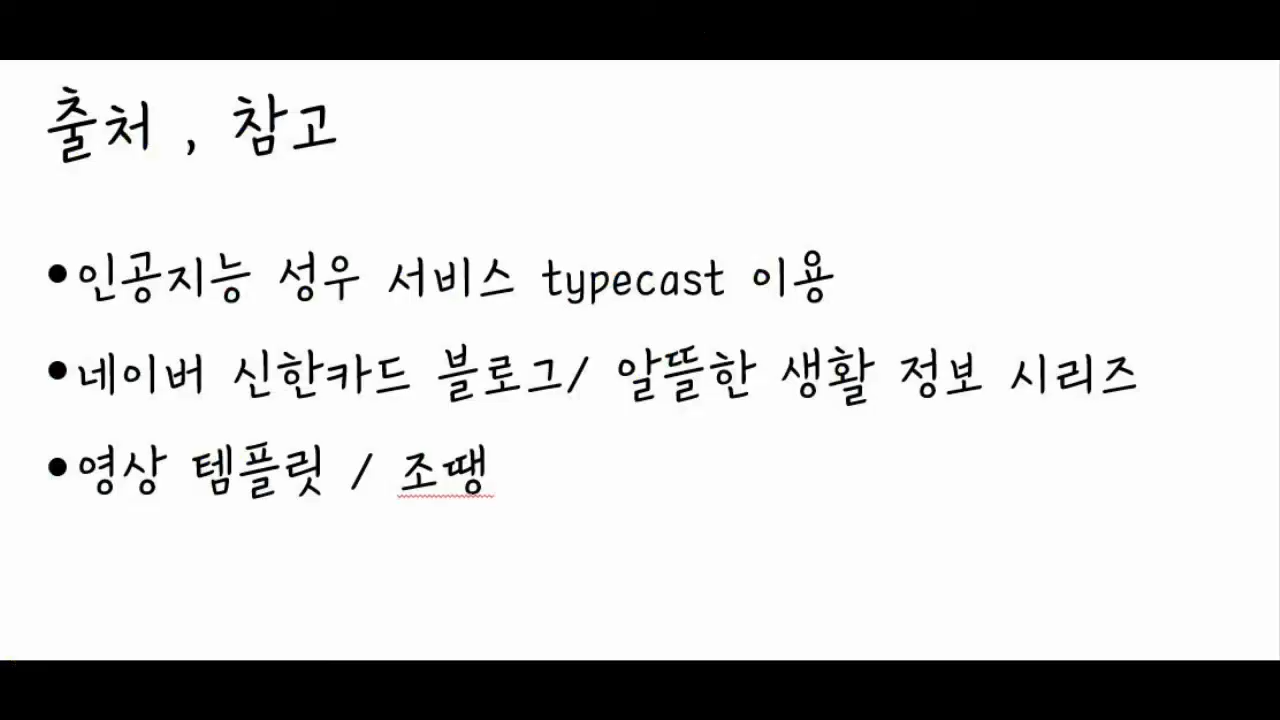 출처 , 참고
•인공지능 성우 서비스 typecast 이용
•네이버 신한카드 블로그/ 알뜰한 생활 정보 시리즈
•영상 템플릿 / 조땡